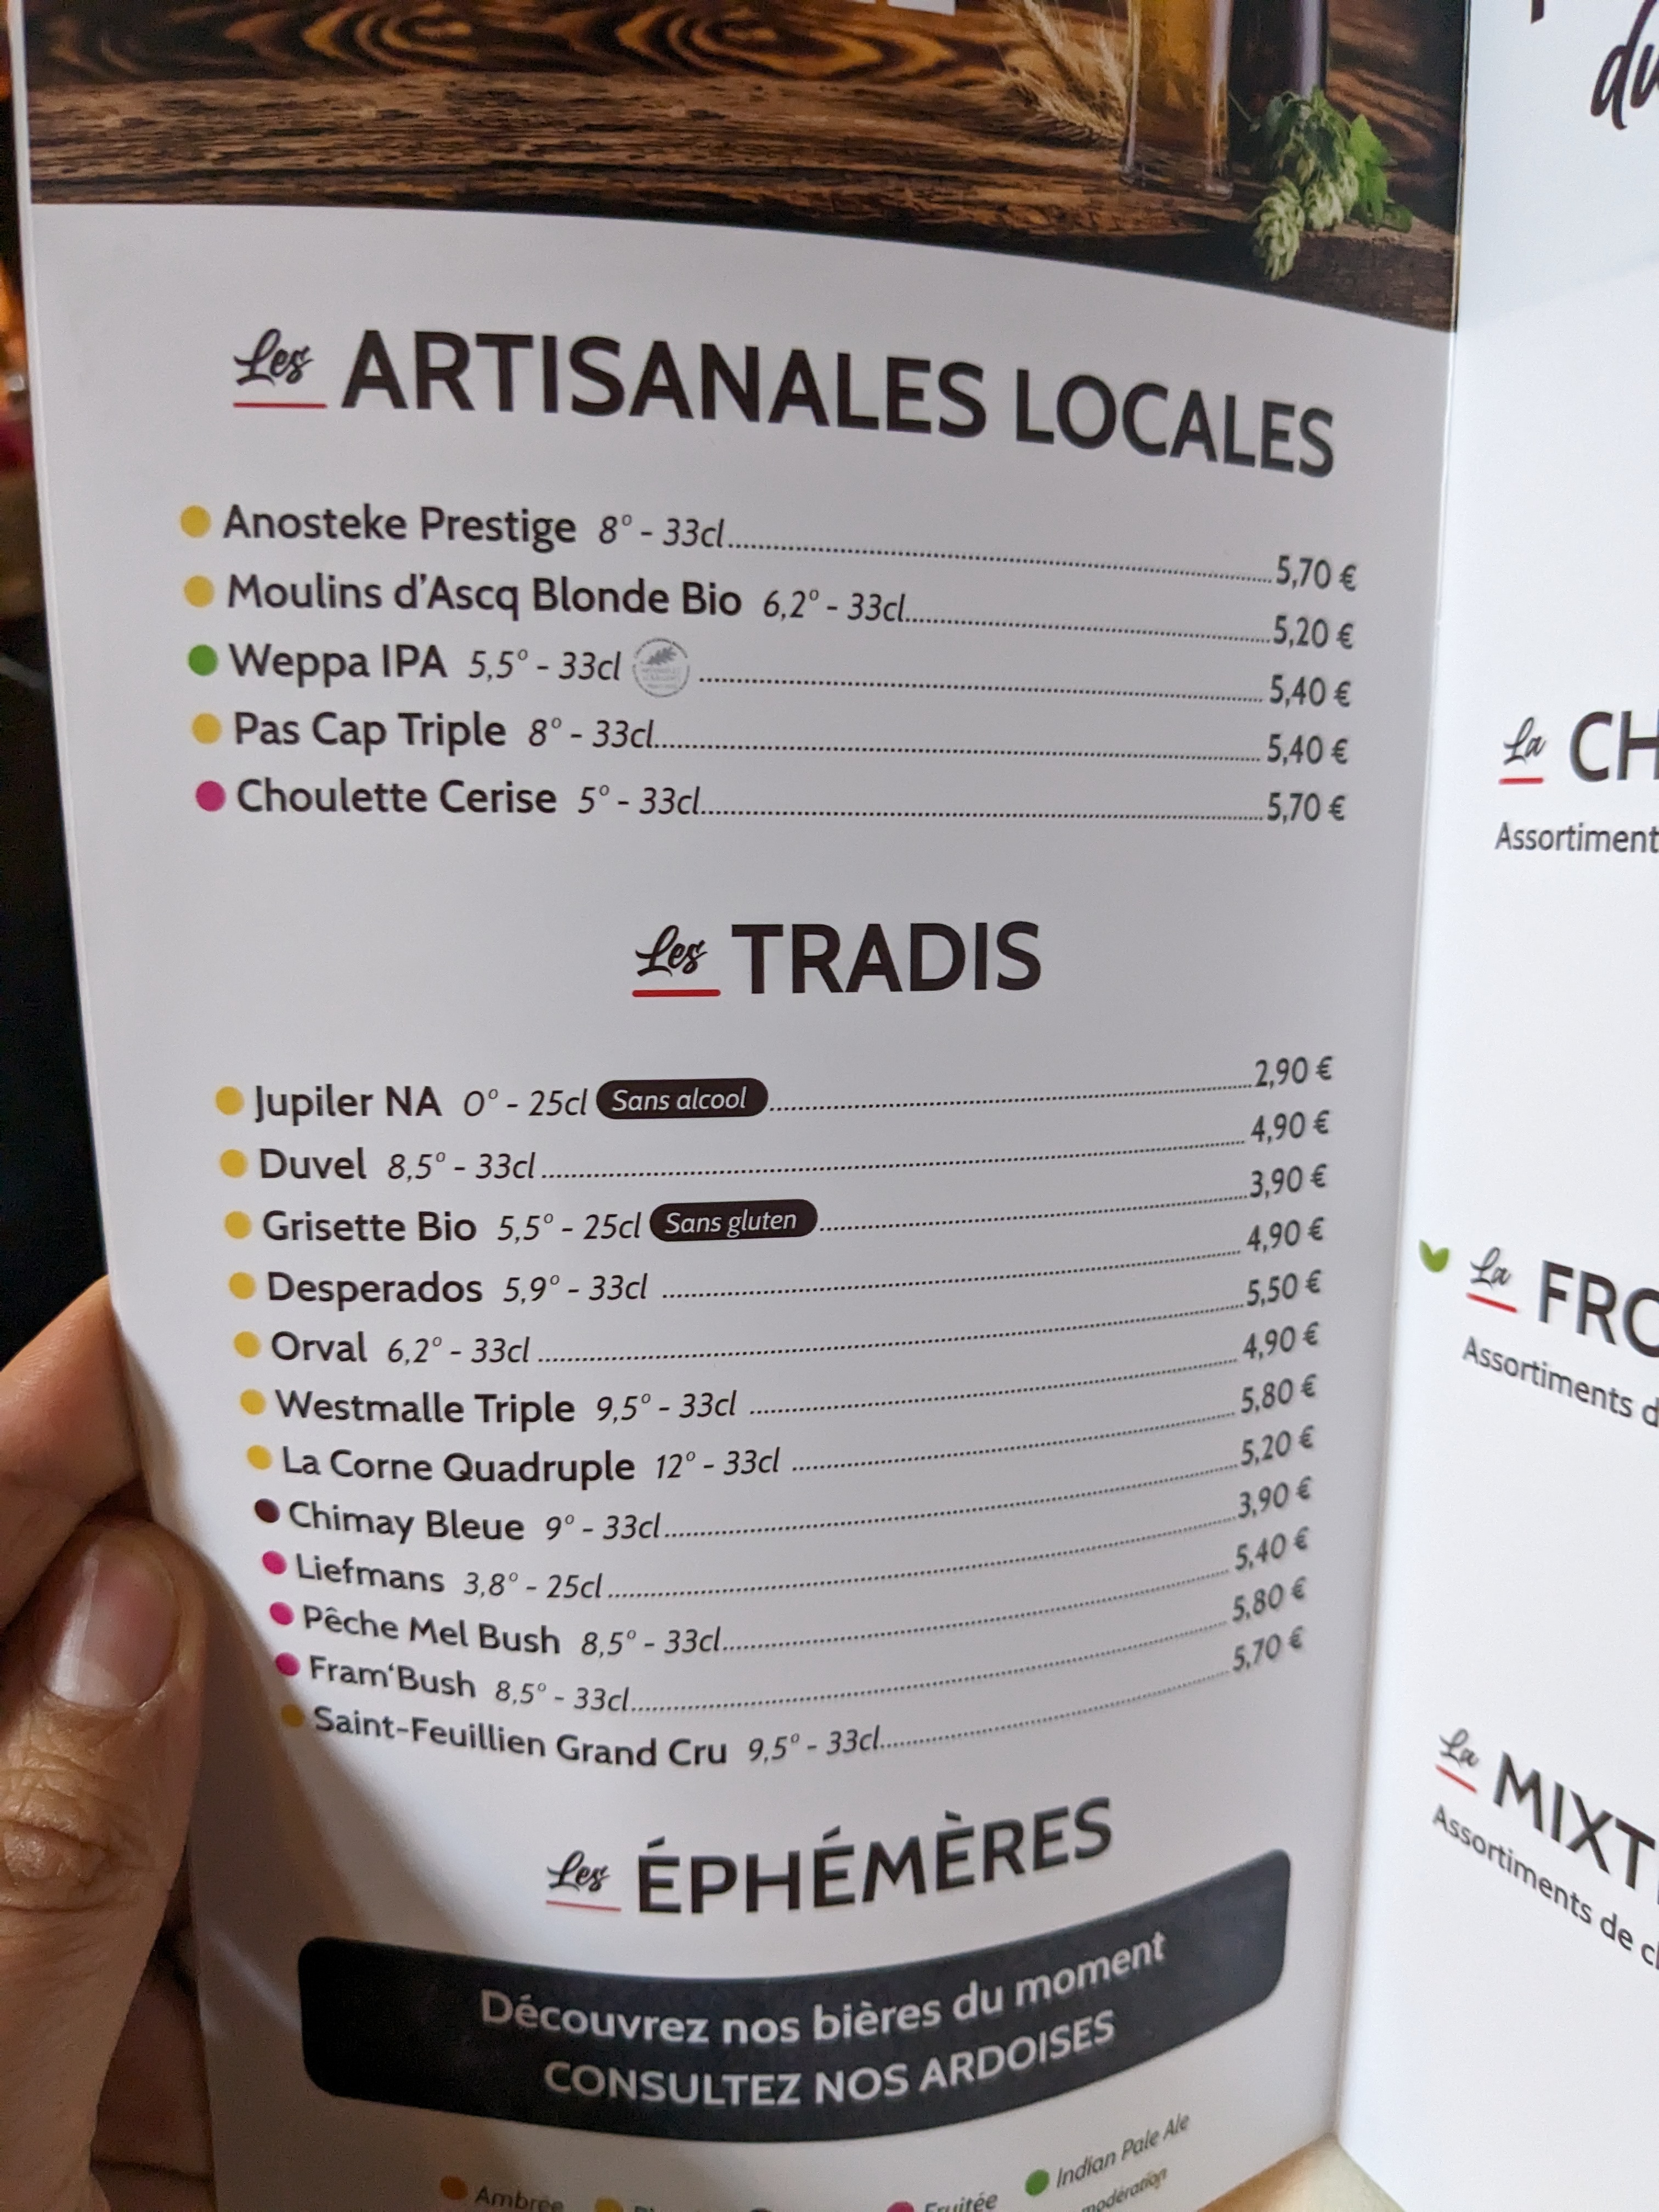 du
Les ARTISANALES LOCALES
Anosteke Prestige 8° - 33cl 5,70 €
Moulins d'Ascq Blonde Bio 6,2° - 33cl 5,20 €
Weppa IPA 5,5° - 33cl 5,40 €
Pas Cap Triple 8° - 33cl 5,40 €
Choulette Cerise 5° - 33cl 5,70 €
Les TRADIS
Jupiler NA 0° - 25cl Sans alcool 2,90 €
Duvel 8,5° - 33cl 4,90 €
Grisette Bio 5,5° - 25cl Sans gluten 3,90 €
Desperados 5,9° - 33cl 4,90 €
Orval 6,2° - 33cl 5,50 €
Westmalle Triple 9,5° - 33cl 4,90 €
La Corne Quadruple 12° - 33cl 5,80 €
Chimay Bleue 9° - 33cl 5,20 €
Liefmans 3,8° - 25cl 3,90 €
Pêche Mel Bush 8,5° - 33cl 5,40 €
Fram‘Bush 8,5° - 33cl 5,80 €
Saint-Feuillien Grand Cru 9,5° - 33cl 5,70 €
Les ÉPHÉMÈRES
Découvrez nos bières du moment
CONSULTEZ NOS ARDOISES
Ambrée Fruitée Indian Pale Ale
modération
La CH
Assortiment
La FRO
Assortiments d
La MIXT
Assortiments de cl